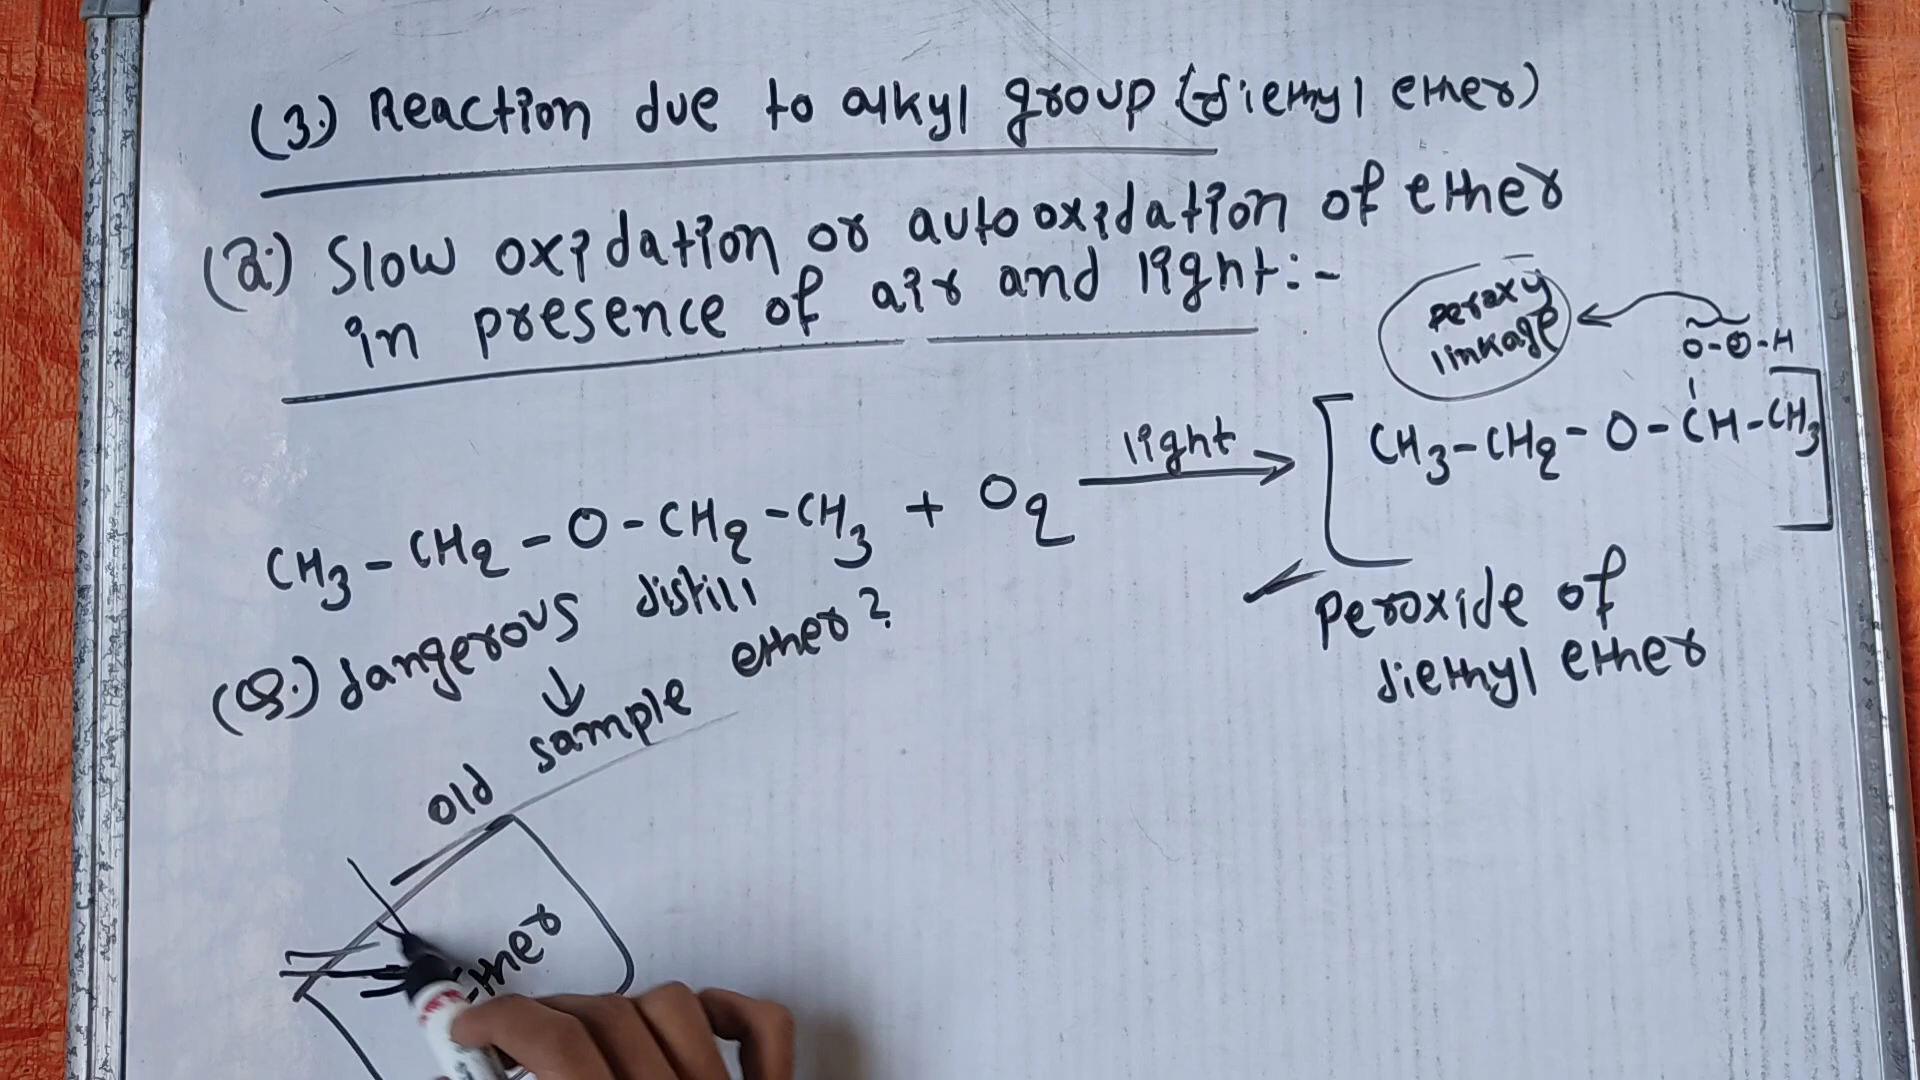 (3.) Reaction due to alkyl group (diethyl ether)
(a.) Slow oxidation or autooxidation of ether
in presence of air and light:-
peroxy
linkage
O-O-H
CH3-CH2-O-CH2-CH3 + O2 light → [CH3-CH2-O-CH-CH3]
Peroxide of
diethyl ether
(Q.) dangerous distill
↓
old sample ether?
Ether